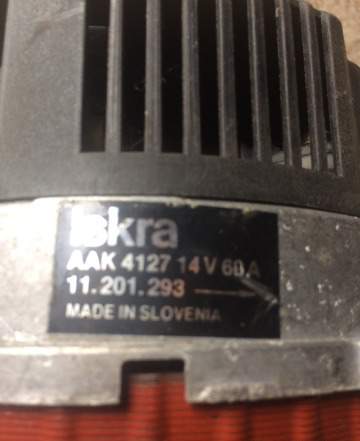 Iskra
AAK 4127 14 V 60 A
11.201.293
MADE IN SLOVENIA